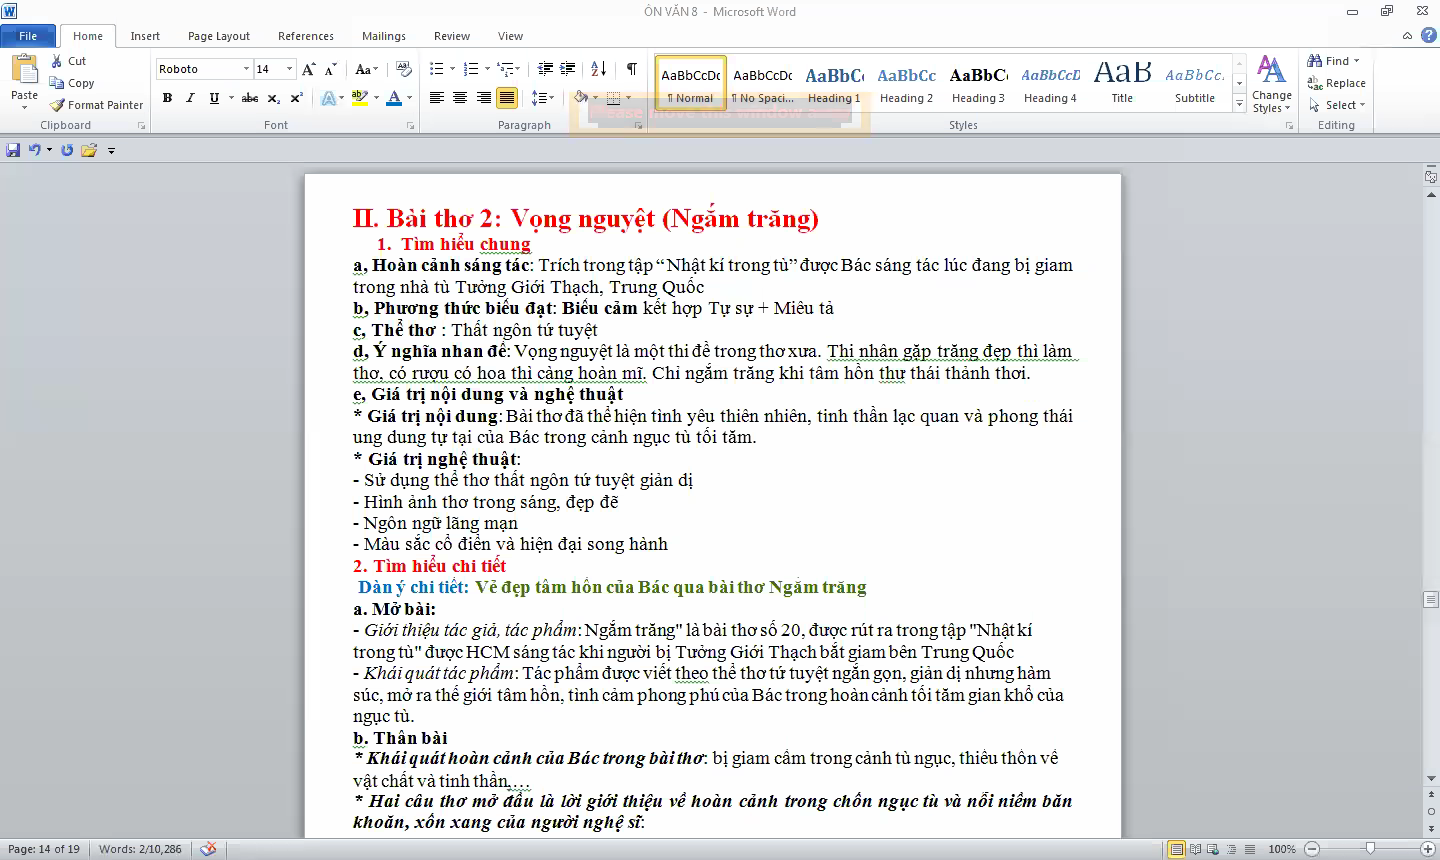 ÔN VĂN 8 - Microsoft Word
File Home Insert Page Layout References Mailings Review View
Paste Cut Copy Format Painter Clipboard
Roboto 14 Font
Paragraph
AaBbCcDc ¶ Normal AaBbCcDc ¶ No Spaci... AaBbCc Heading 1 AaBbCc Heading 2 AaBbCc Heading 3 AaBbCcD Heading 4 AaB Title AaBbCc. Subtitle
Change Styles Styles
Find Replace Select Editing
move this window
II. Bài thơ 2: Vọng nguyệt (Ngắm trăng)
1. Tìm hiểu chung
a, Hoàn cảnh sáng tác: Trích trong tập “Nhật kí trong tù” được Bác sáng tác lúc đang bị giam
trong nhà tù Tưởng Giới Thạch, Trung Quốc
b, Phương thức biểu đạt: Biểu cảm kết hợp Tự sự + Miêu tả
c, Thể thơ : Thất ngôn tứ tuyệt
d, Ý nghĩa nhan đề: Vọng nguyệt là một thi đề trong thơ xưa. Thi nhân gặp trăng đẹp thì làm
thơ, có rượu có hoa thì càng hoàn mĩ. Chỉ ngắm trăng khi tâm hồn thư thái thảnh thơi.
e, Giá trị nội dung và nghệ thuật
* Giá trị nội dung: Bài thơ đã thể hiện tình yêu thiên nhiên, tinh thần lạc quan và phong thái
ung dung tự tại của Bác trong cảnh ngục tù tối tăm.
* Giá trị nghệ thuật:
- Sử dụng thể thơ thất ngôn tứ tuyệt giản dị
- Hình ảnh thơ trong sáng, đẹp đẽ
- Ngôn ngữ lãng mạn
- Màu sắc cổ điển và hiện đại song hành
2. Tìm hiểu chi tiết
Dàn ý chi tiết: Vẻ đẹp tâm hồn của Bác qua bài thơ Ngắm trăng
a. Mở bài:
- Giới thiệu tác giả, tác phẩm: Ngắm trăng" là bài thơ số 20, được rút ra trong tập "Nhật kí
trong tù" được HCM sáng tác khi người bị Tưởng Giới Thạch bắt giam bên Trung Quốc
- Khái quát tác phẩm: Tác phẩm được viết theo thể thơ tứ tuyệt ngắn gọn, giản dị nhưng hàm
súc, mở ra thế giới tâm hồn, tình cảm phong phú của Bác trong hoàn cảnh tối tăm gian khổ của
ngục tù.
b. Thân bài
* Khái quát hoàn cảnh của Bác trong bài thơ: bị giam cầm trong cảnh tù ngục, thiếu thốn về
vật chất và tinh thần,…
* Hai câu thơ mở đầu là lời giới thiệu về hoàn cảnh trong chốn ngục tù và nỗi niềm băn
khoăn, xốn xang của người nghệ sĩ:
Page: 14 of 19 Words: 2/10,286 100%